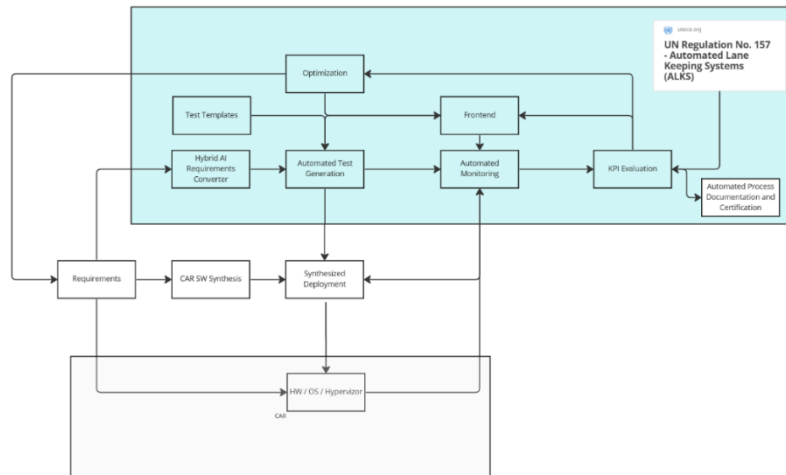 unece.org
UN Regulation No. 157
- Automated Lane
Keeping Systems
(ALKS)
Optimization
Test Templates
Frontend
Hybrid AI
Requirements
Converter
Automated Test
Generation
Automated
Monitoring
KPI Evaluation
Automated Process
Documentation and
Certification
Requirements
CAR SW Synthesis
Synthesized
Deployment
HW / OS / Hypervizor
CAR